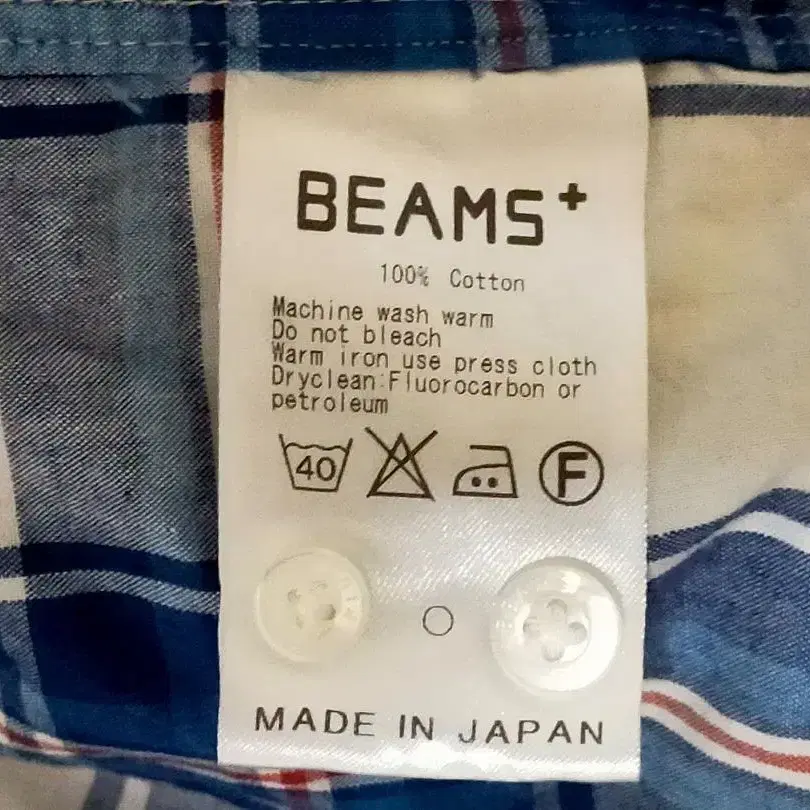 BEAMS+
100% Cotton
Machine wash warm
Do not bleach
Warm iron use press cloth
Dryclean:Fluorocarbon or
petroleum
40 F
MADE IN JAPAN